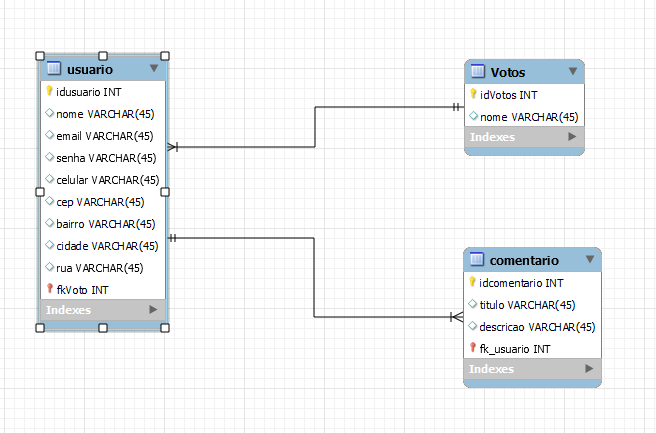 usuario
idusuario INT
nome VARCHAR(45)
email VARCHAR(45)
senha VARCHAR(45)
celular VARCHAR(45)
cep VARCHAR(45)
bairro VARCHAR(45)
cidade VARCHAR(45)
rua VARCHAR(45)
fkVoto INT
Indexes
Votos
idVotos INT
nome VARCHAR(45)
Indexes
comentario
idcomentario INT
titulo VARCHAR(45)
descricao VARCHAR(45)
fk_usuario INT
Indexes